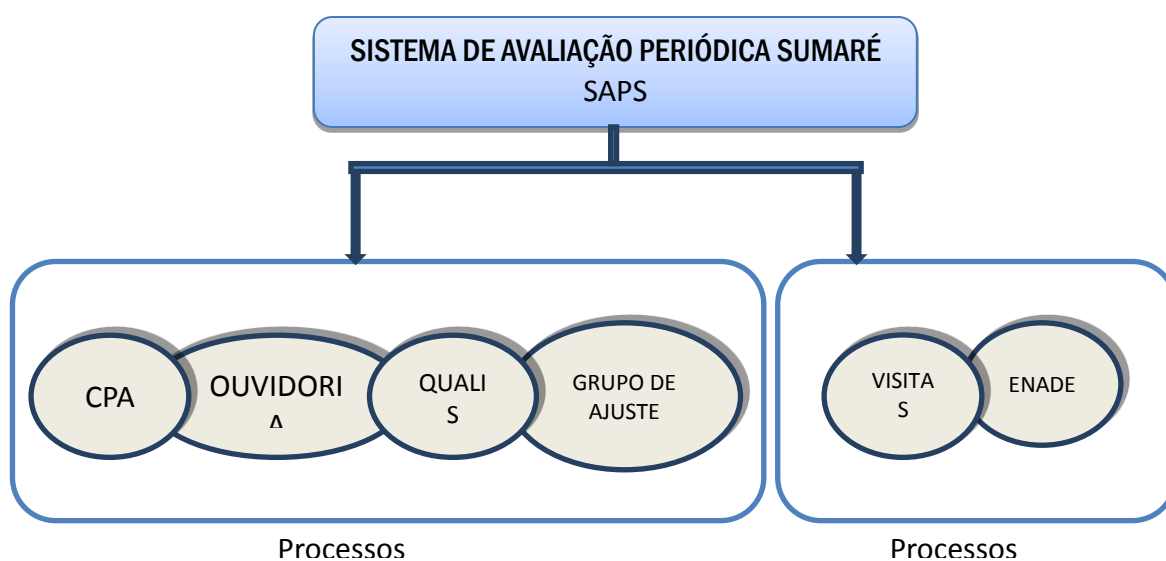 SISTEMA DE AVALIAÇÃO PERIÓDICA SUMARÉ
SAPS
CPA
OUVIDORI
A
QUALI
S
GRUPO DE
AJUSTE
VISITA
S
ENADE
Processos
Processos